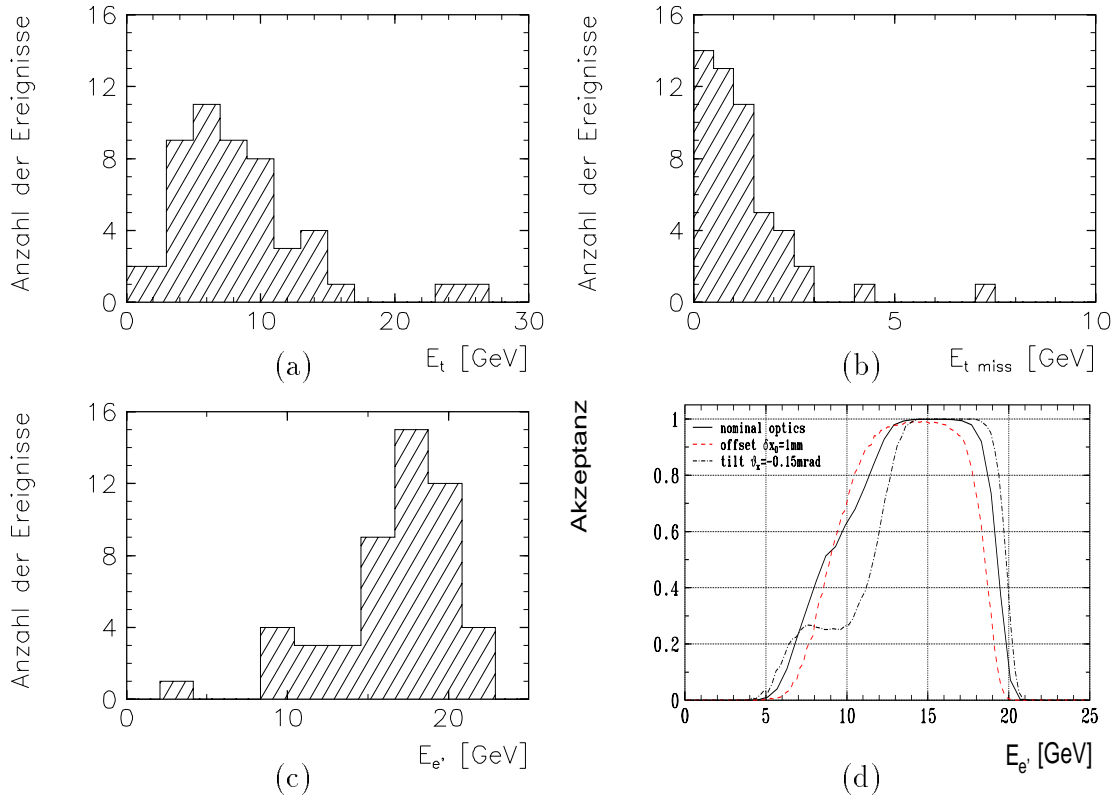 Anzahl der Ereignisse
16
12
8
4
0
0
10
20
30
E_t [GeV]
(a)
Anzahl der Ereignisse
16
12
8
4
0
0
5
10
E_t miss [GeV]
(b)
Anzahl der Ereignisse
16
12
8
4
0
0
10
20
E_e' [GeV]
(c)
Akzeptanz
1
0.8
0.6
0.4
0.2
0
nominal optics
offset δx_0=1mm
tilt ϑ_x=-0.15mrad
0
5
10
15
20
25
E_e' [GeV]
(d)